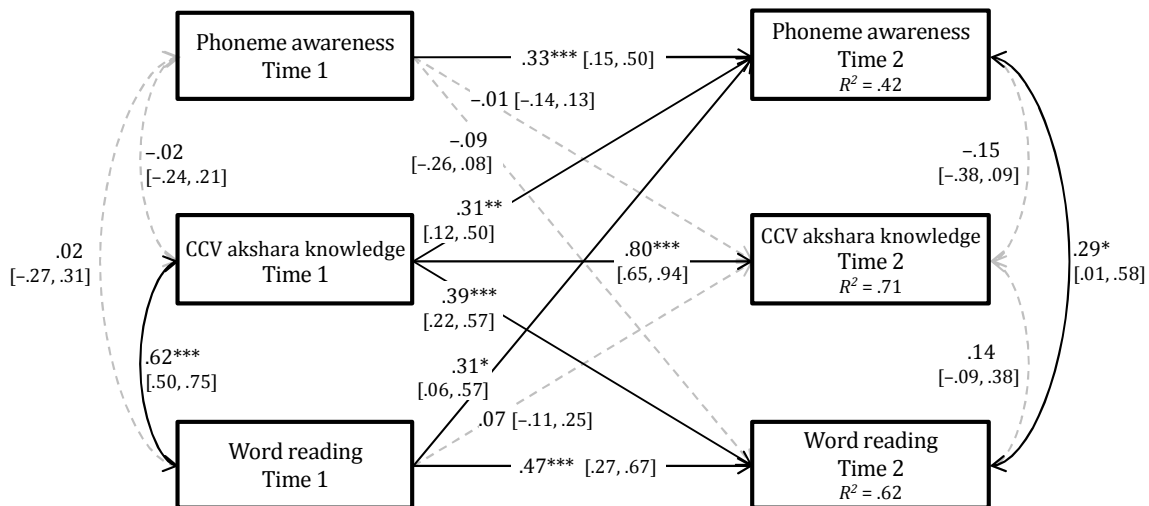 Phoneme awareness
Time 1
Phoneme awareness
Time 2
R² = .42
.33*** [.15, .50]
–.01 [–.14, .13]
–.09
[–.26, .08]
–.02
[–.24, .21]
–.15
[–.38, .09]
.31**
[.12, .50]
CCV akshara knowledge
Time 1
CCV akshara knowledge
Time 2
R² = .71
.80***
[.65, .94]
.02
[–.27, .31]
.29*
[.01, .58]
.39***
[.22, .57]
.62***
[.50, .75]
.31*
[.06, .57]
.14
[–.09, .38]
.07 [–.11, .25]
Word reading
Time 1
Word reading
Time 2
R² = .62
.47*** [.27, .67]